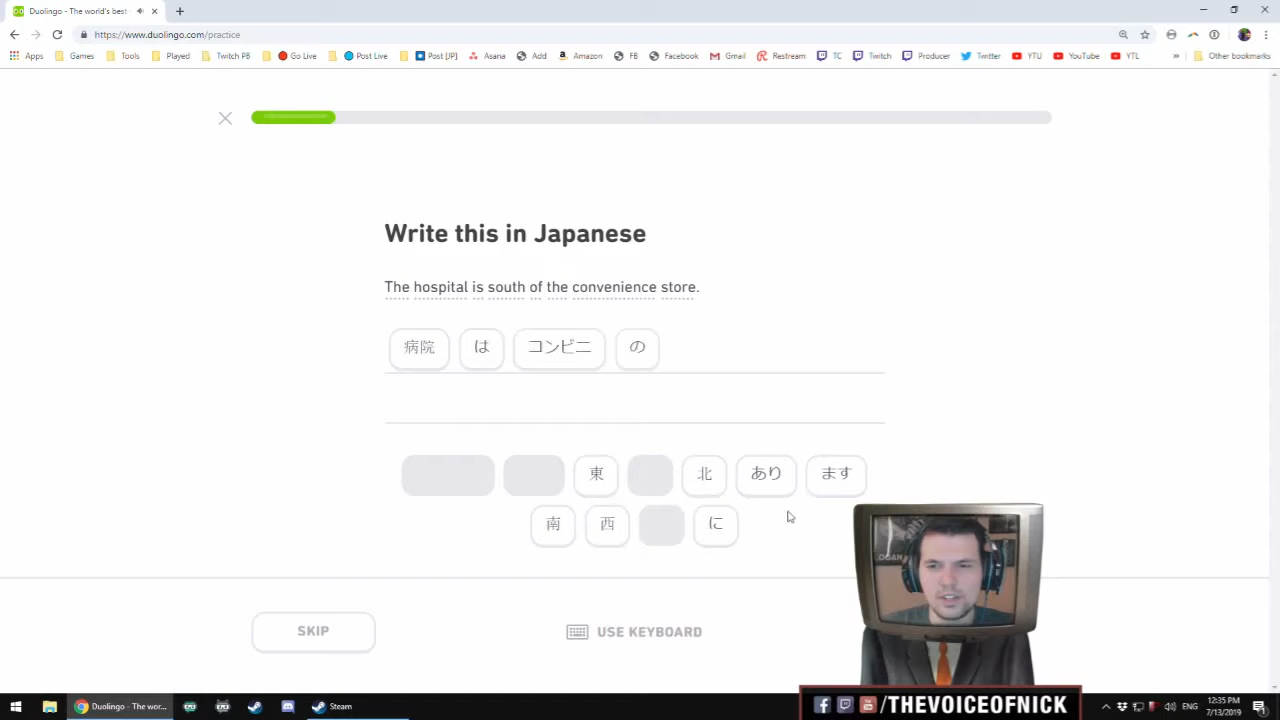 Duolingo - The world's best
https://www.duolingo.com/practice
Apps Games Tools Played Twitch PB Go Live Post Live Post [JP] Asana Add Amazon FB Facebook Gmail Restream TC Twitch Producer Twitter YTU YouTube YTL » Other bookmarks
Write this in Japanese
The hospital is south of the convenience store.
病院 は コンビニ の
東 北 あり ます
南 西 に
SKIP USE KEYBOARD
/THEVOICEOFNICK
Duolingo - The wor... Steam ENG 12:35 PM
7/13/2019